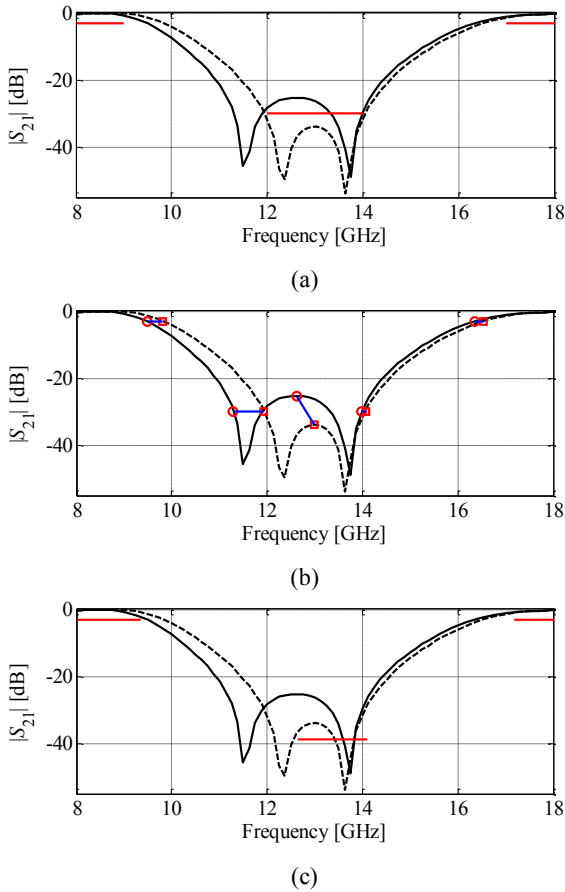 0
-20
-40
|S21| [dB]
8 10 12 14 16 18
Frequency [GHz]
(a)
0
-20
-40
|S21| [dB]
8 10 12 14 16 18
Frequency [GHz]
(b)
0
-20
-40
|S21| [dB]
8 10 12 14 16 18
Frequency [GHz]
(c)